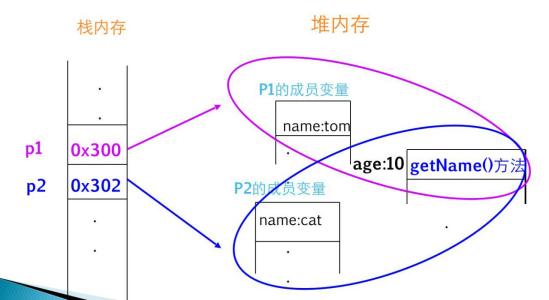 栈内存
堆内存
P1的成员变量
name:tom
p1
0x300
age:10
getName()方法
p2
0x302
P2的成员变量
name:cat